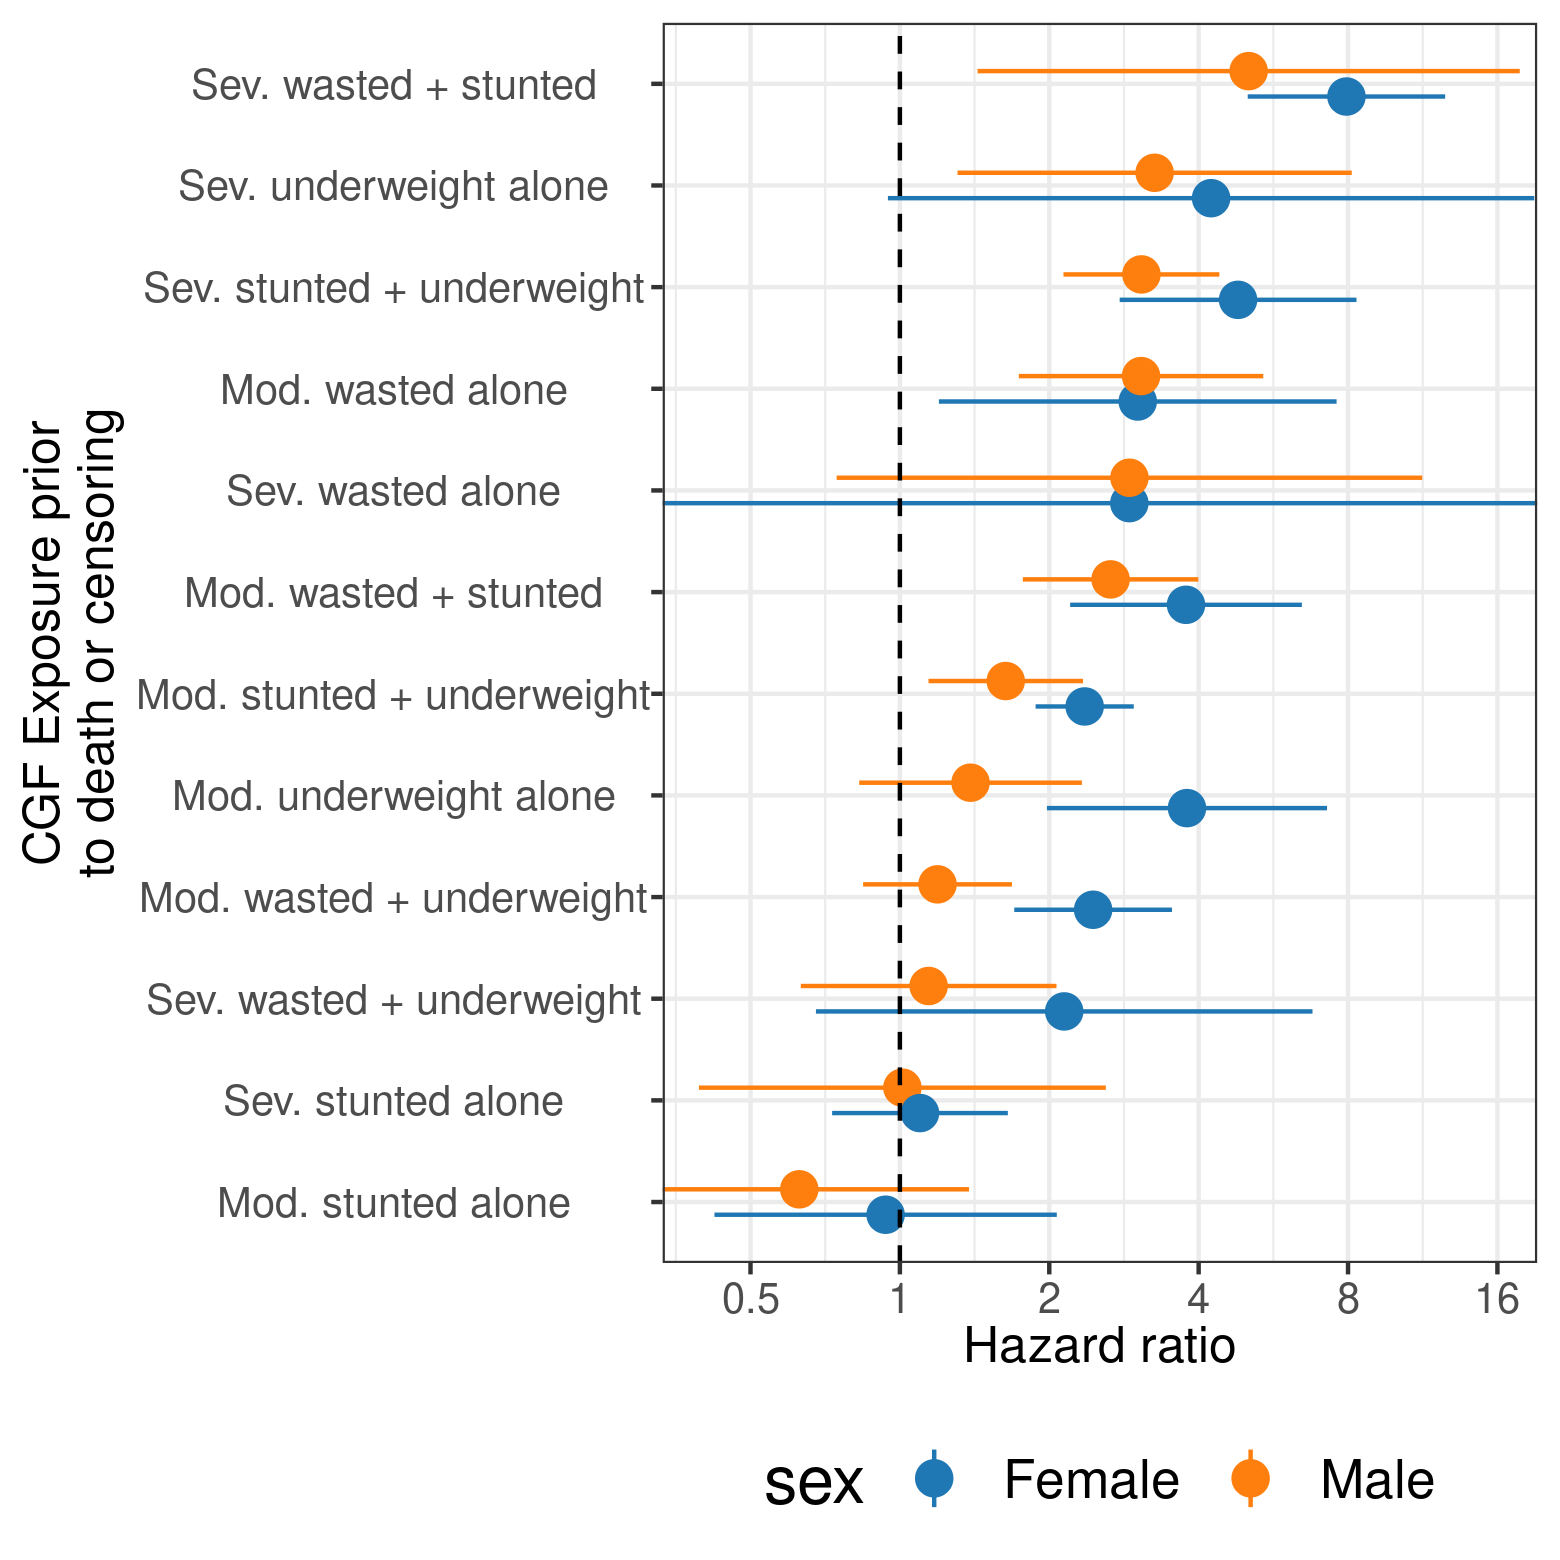 CGF Exposure prior
to death or censoring
Sev. wasted + stunted
Sev. underweight alone
Sev. stunted + underweight
Mod. wasted alone
Sev. wasted alone
Mod. wasted + stunted
Mod. stunted + underweight
Mod. underweight alone
Mod. wasted + underweight
Sev. wasted + underweight
Sev. stunted alone
Mod. stunted alone
0.5 1 2 4 8 16
Hazard ratio
sex Female Male